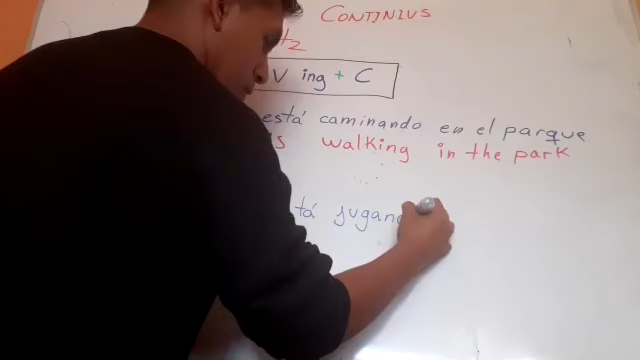 CONTINIUS
V ing + C
está caminando en el parque
is walking in the park
tá jugan